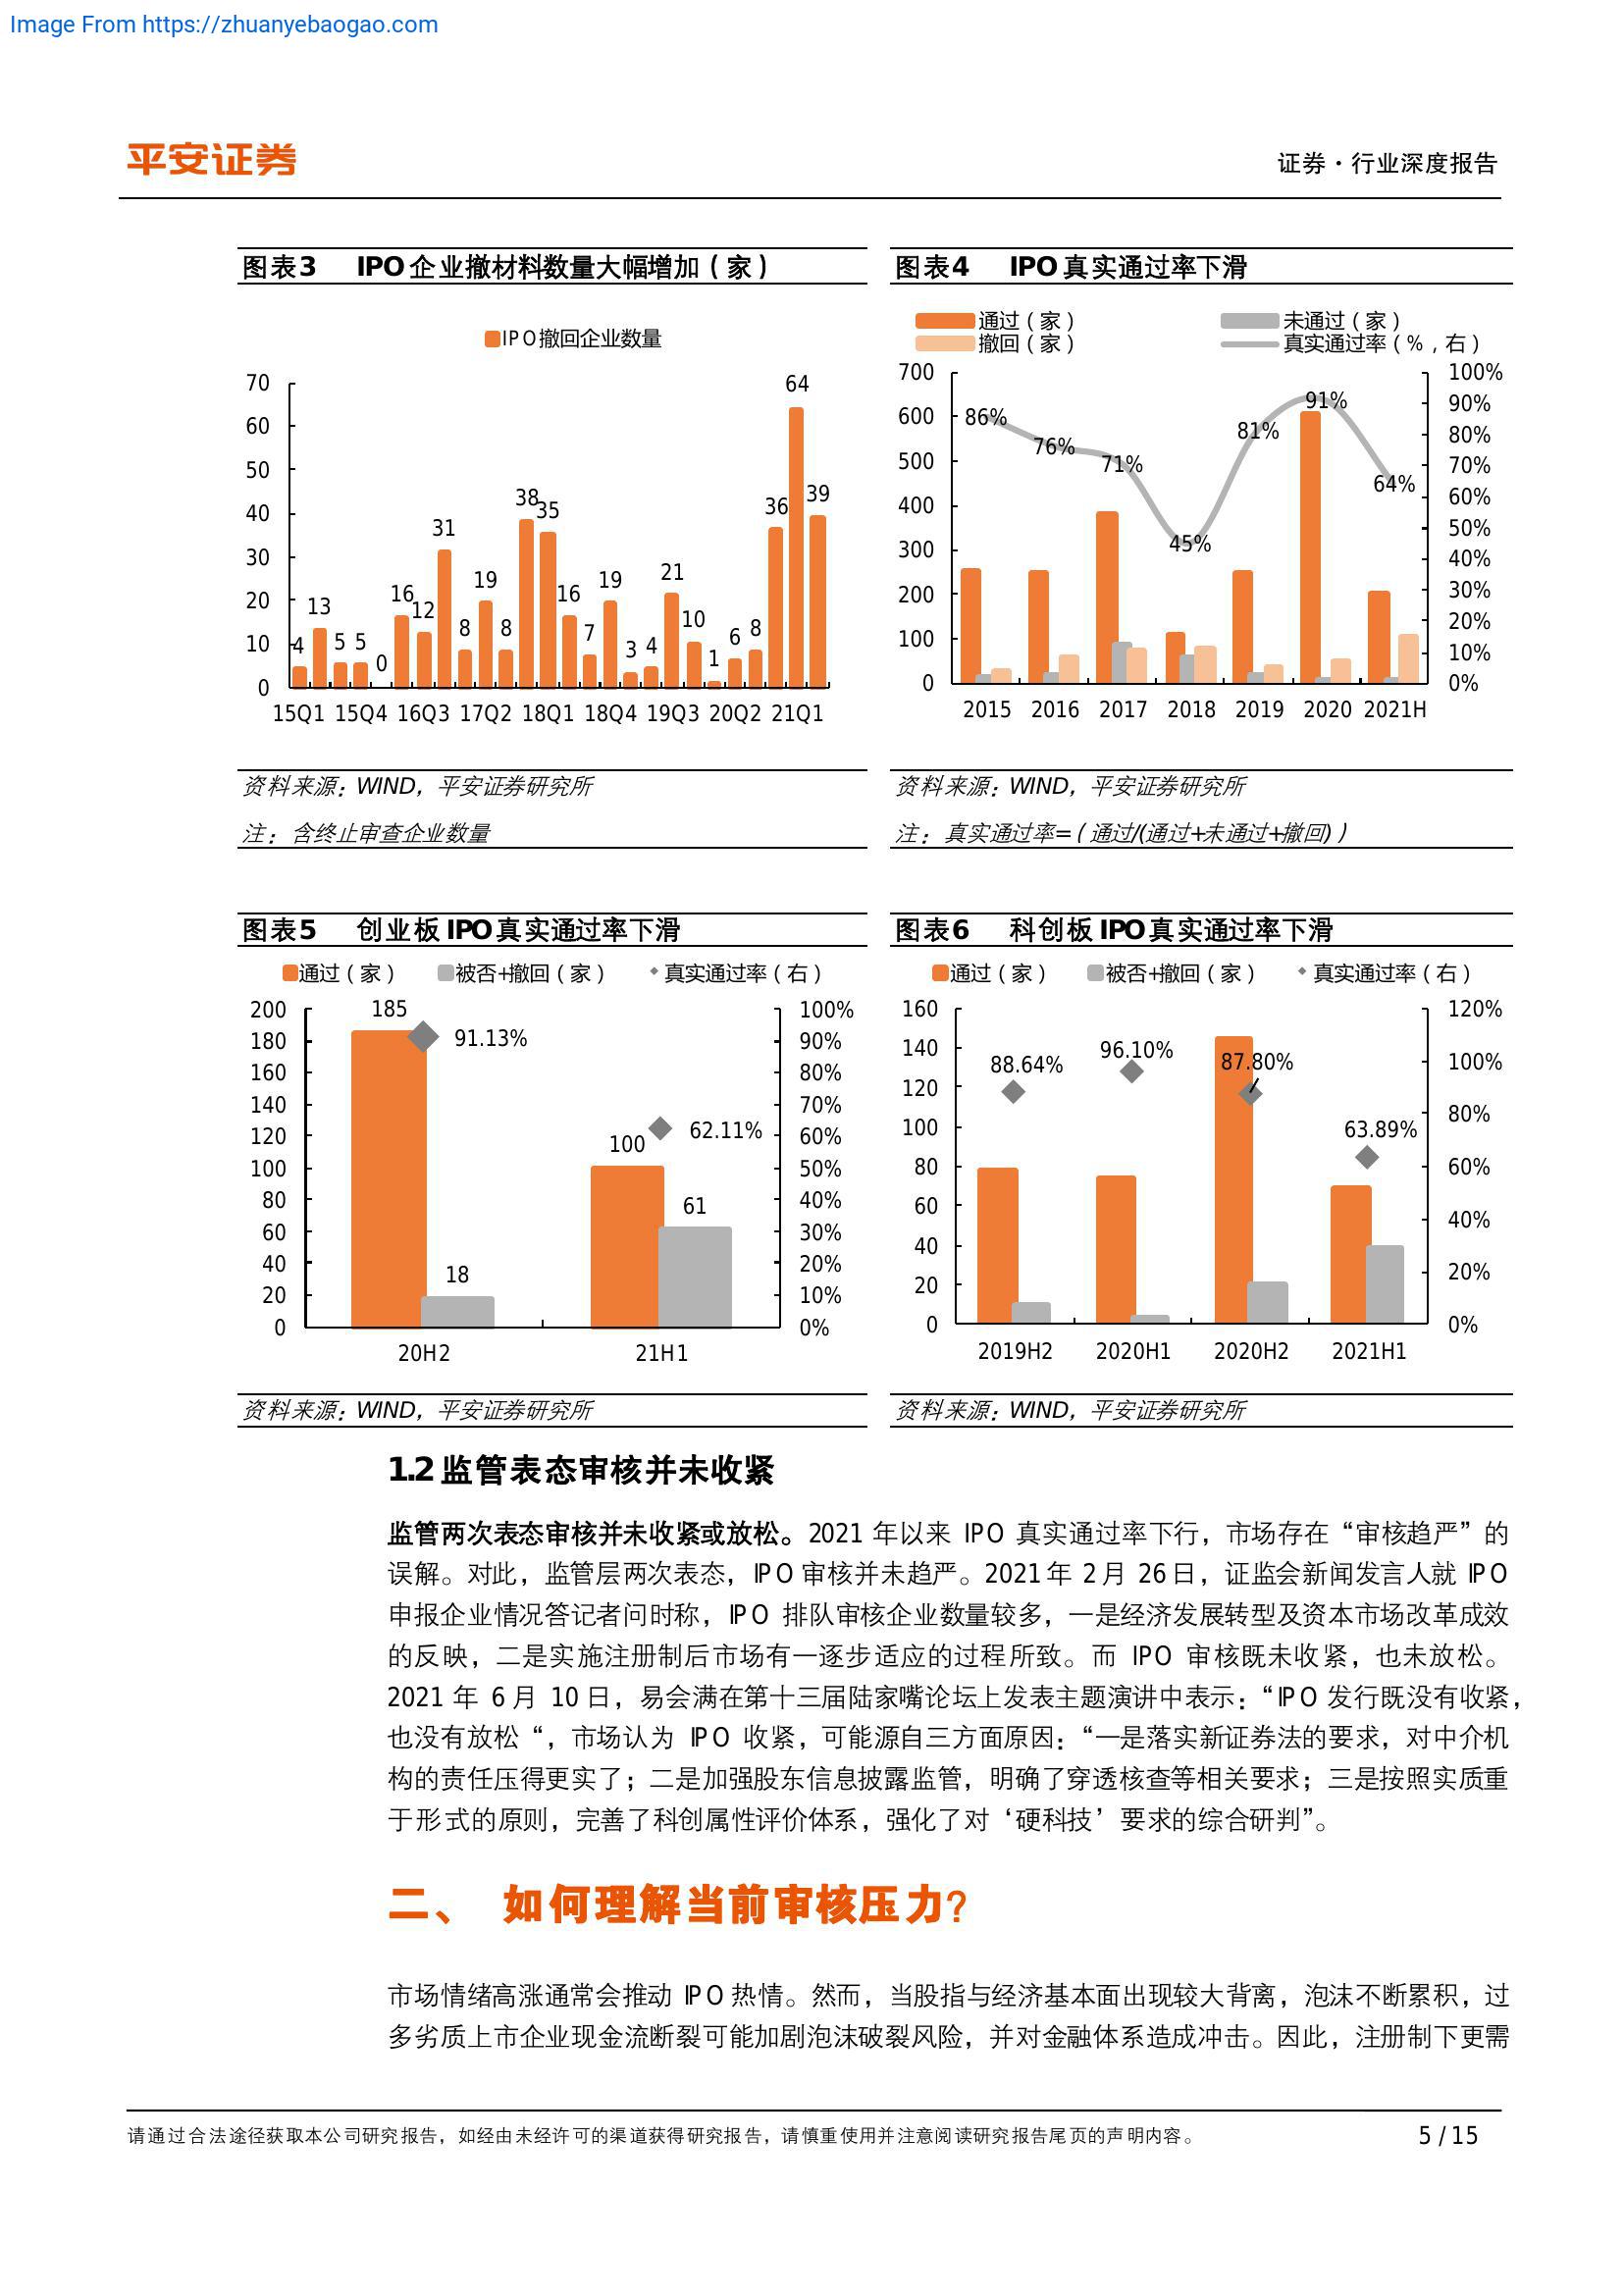 Image From https://zhuanyebaogao.com
平安证券
证券·行业深度报告
图表3 IPO企业撤材料数量大幅增加（家）
IPO撤回企业数量
70
60
50
40
30
20
10
0
4 13 5 5 0 16 12 31 8 19 8 38 35 16 7 19 3 4 21 10 1 6 8 36 64 39
15Q1 15Q4 16Q3 17Q2 18Q1 18Q4 19Q3 20Q2 21Q1
资料来源：WIND，平安证券研究所
注：含终止审查企业数量
图表4 IPO真实通过率下滑
通过（家） 未通过（家）
撤回（家） 真实通过率（%，右）
700
600
500
400
300
200
100
0
86% 76% 71% 45% 81% 91% 64%
100%
90%
80%
70%
60%
50%
40%
30%
20%
10%
0%
2015 2016 2017 2018 2019 2020 2021H
资料来源：WIND，平安证券研究所
注：真实通过率=（通过/(通过+未通过+撤回)）
图表5 创业板IPO真实通过率下滑
通过（家） 被否+撤回（家） 真实通过率（右）
200
180
160
140
120
100
80
60
40
20
0
185
91.13%
18
100
62.11%
61
100%
90%
80%
70%
60%
50%
40%
30%
20%
10%
0%
20H2 21H1
资料来源：WIND，平安证券研究所
图表6 科创板IPO真实通过率下滑
通过（家） 被否+撤回（家） 真实通过率（右）
160
140
120
100
80
60
40
20
0
88.64% 96.10% 87.80% 63.89%
120%
100%
80%
60%
40%
20%
0%
2019H2 2020H1 2020H2 2021H1
资料来源：WIND，平安证券研究所
1.2 监管表态审核并未收紧
监管两次表态审核并未收紧或放松。2021 年以来 IPO 真实通过率下行，市场存在“审核趋严”的
误解。对此，监管层两次表态，IPO 审核并未趋严。2021 年 2 月 26 日，证监会新闻发言人就 IPO
申报企业情况答记者问时称，IPO 排队审核企业数量较多，一是经济发展转型及资本市场改革成效
的反映，二是实施注册制后市场有一逐步适应的过程所致。而 IPO 审核既未收紧，也未放松。
2021 年 6 月 10 日，易会满在第十三届陆家嘴论坛上发表主题演讲中表示：“IPO 发行既没有收紧，
也没有放松“，市场认为 IPO 收紧，可能源自三方面原因：“一是落实新证券法的要求，对中介机
构的责任压得更实了；二是加强股东信息披露监管，明确了穿透核查等相关要求；三是按照实质重
于形式的原则，完善了科创属性评价体系，强化了对‘硬科技’要求的综合研判”。
二、 如何理解当前审核压力？
市场情绪高涨通常会推动 IPO 热情。然而，当股指与经济基本面出现较大背离，泡沫不断累积，过
多劣质上市企业现金流断裂可能加剧泡沫破裂风险，并对金融体系造成冲击。因此，注册制下更需
请通过合法途径获取本公司研究报告，如经由未经许可的渠道获得研究报告，请慎重使用并注意阅读研究报告尾页的声明内容。
5 / 15